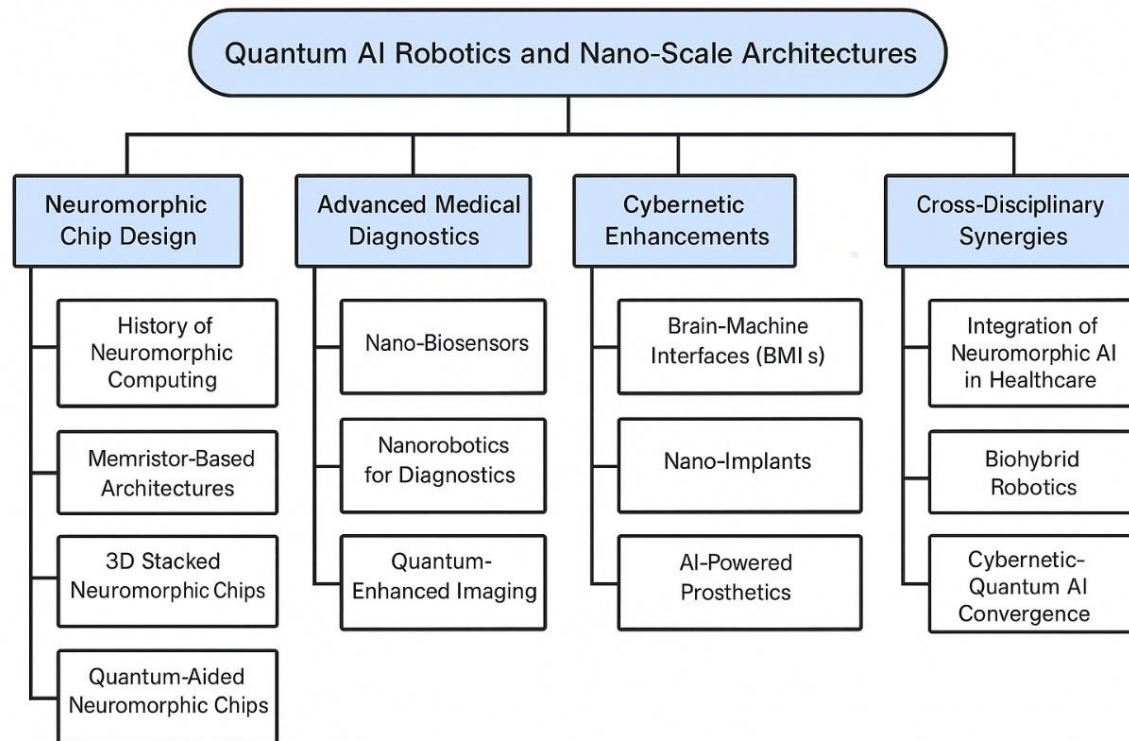 Quantum AI Robotics and Nano-Scale Architectures
Neuromorphic
Chip Design
History of
Neuromorphic
Computing
Memristor-Based
Architectures
3D Stacked
Neuromorphic Chips
Quantum-Aided
Neuromorphic Chips
Advanced Medical
Diagnostics
Nano-Biosensors
Nanorobotics
for Diagnostics
Quantum-
Enhanced Imaging
Cybernetic
Enhancements
Brain-Machine
Interfaces (BMI s)
Nano-Implants
AI-Powered
Prosthetics
Cross-Disciplinary
Synergies
Integration of
Neuromorphic AI
in Healthcare
Biohybrid
Robotics
Cybernetic-
Quantum AI
Convergence